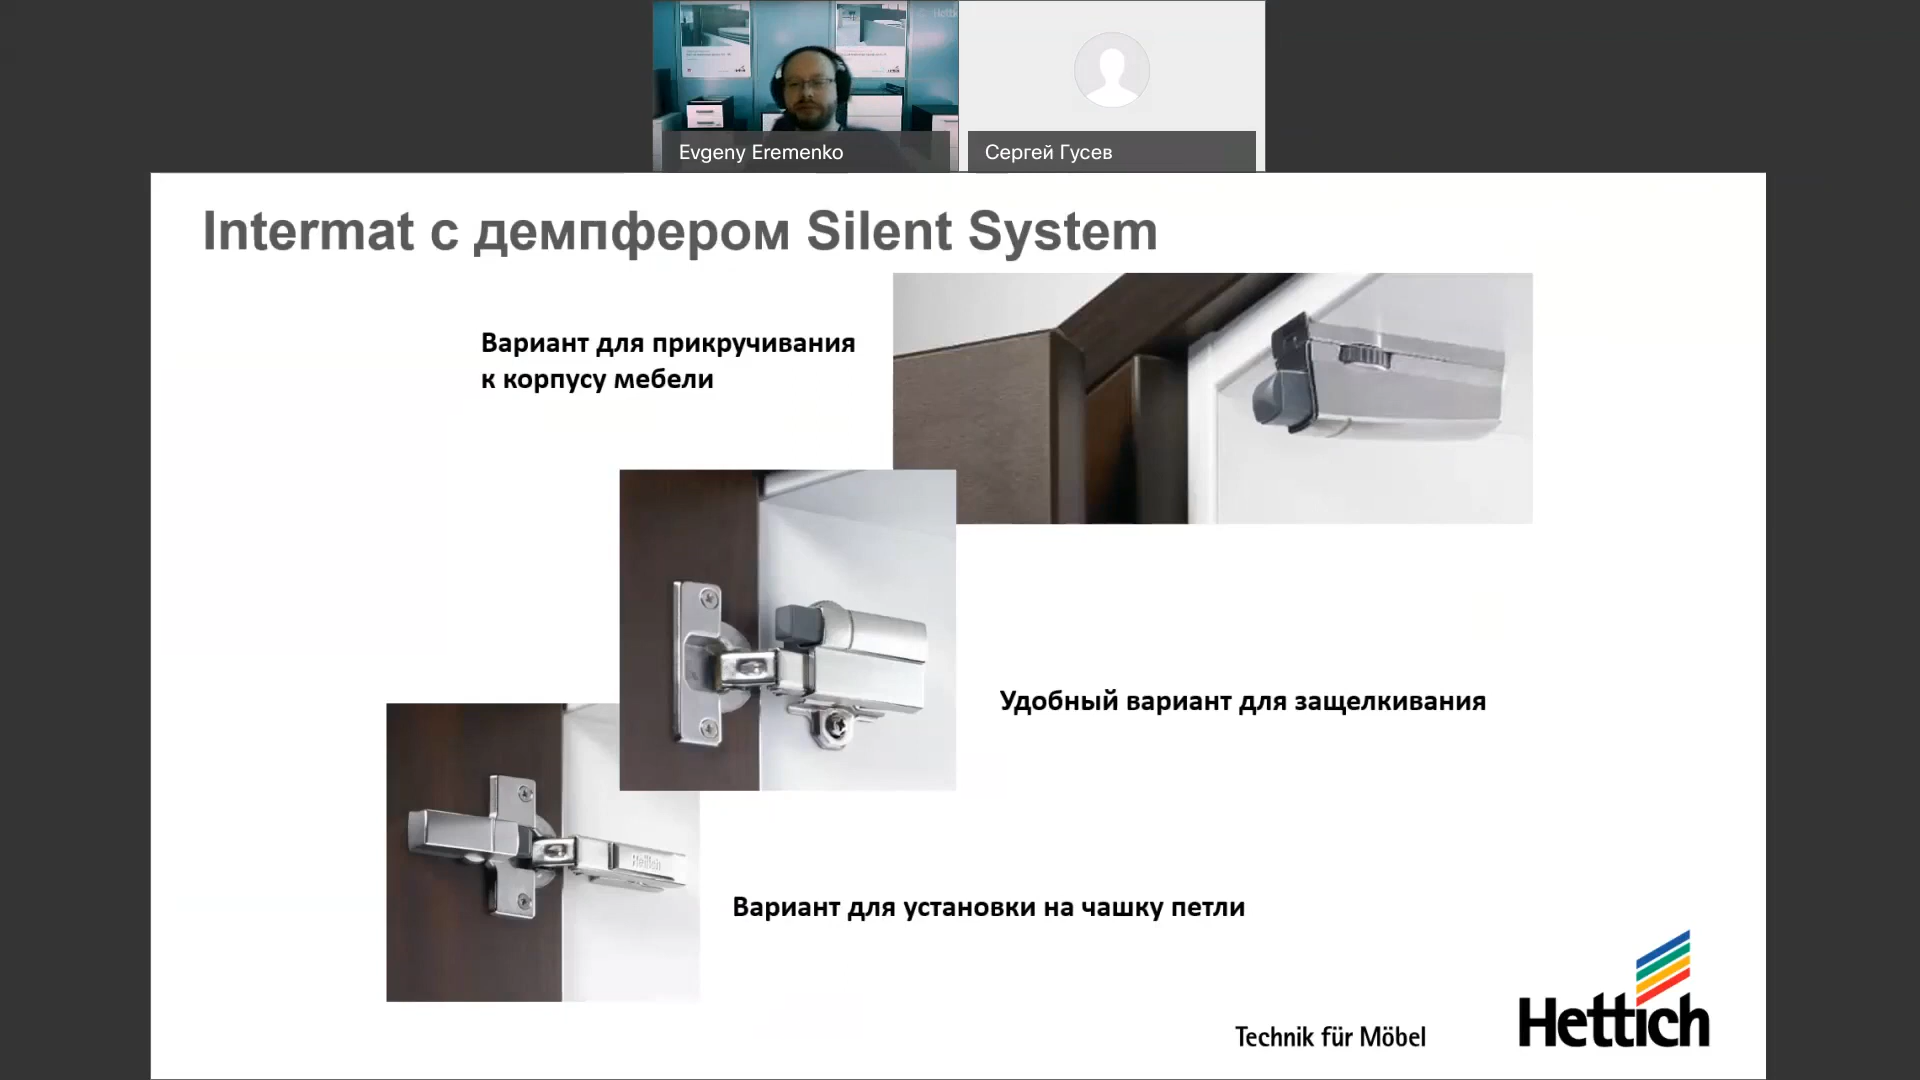 Evgeny Eremenko
Сергей Гусев
Intermat с демпфером Silent System
Вариант для прикручивания
к корпусу мебели
Удобный вариант для защелкивания
Hettich
Вариант для установки на чашку петли
Technik für Möbel
Hettich